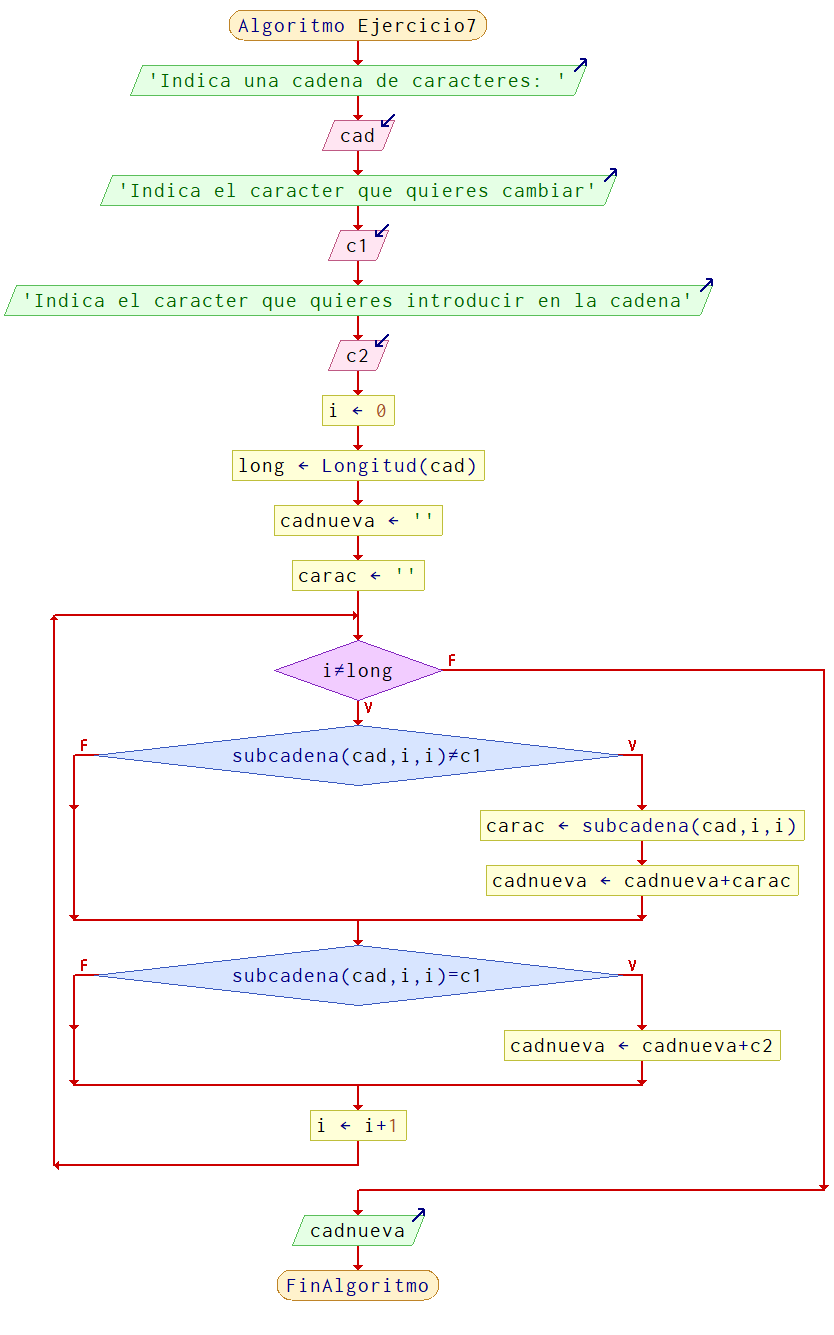 Algoritmo Ejercicio7
'Indica una cadena de caracteres: '
cad
'Indica el caracter que quieres cambiar'
c1
'Indica el caracter que quieres introducir en la cadena'
c2
i ← 0
long ← Longitud(cad)
cadnueva ← ''
carac ← ''
i≠long
F
V
F
subcadena(cad,i,i)≠c1
V
carac ← subcadena(cad,i,i)
cadnueva ← cadnueva+carac
F
subcadena(cad,i,i)=c1
V
cadnueva ← cadnueva+c2
i ← i+1
cadnueva
FinAlgoritmo